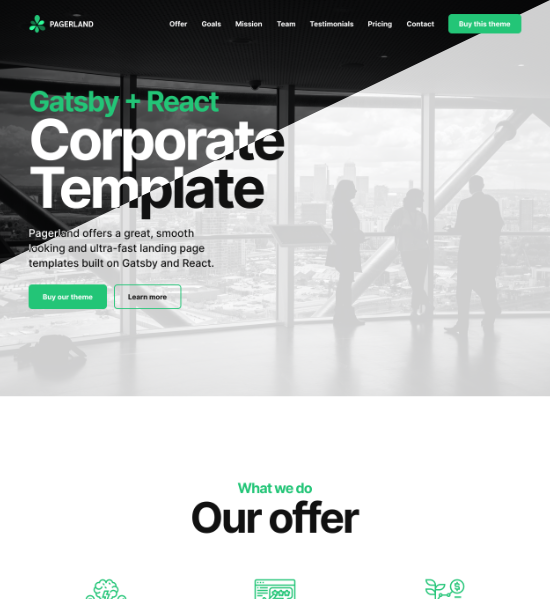 PAGERLAND
Offer Goals Mission Team Testimonials Pricing Contact Buy this theme
Gatsby + React
Corporate
Template
Pagerland offers a great, smooth
looking and ultra-fast landing page
templates built on Gatsby and React.
Buy our theme Learn more
What we do
Our offer
$